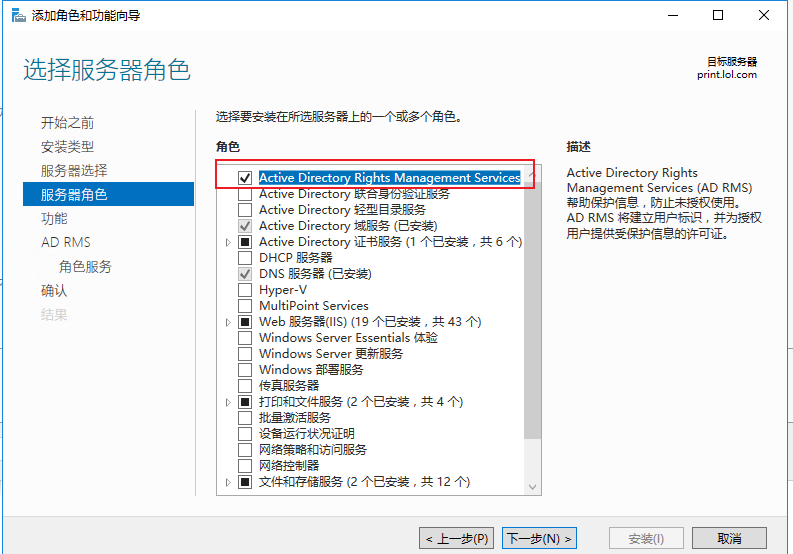 添加角色和功能向导
选择服务器角色
目标服务器
print.lol.com
开始之前
安装类型
服务器选择
服务器角色
功能
AD RMS
角色服务
确认
结果
选择要安装在所选服务器上的一个或多个角色。
角色
Active Directory Rights Management Services
Active Directory 联合身份验证服务
Active Directory 轻型目录服务
Active Directory 域服务 (已安装)
Active Directory 证书服务 (1 个已安装，共 6 个)
DHCP 服务器
DNS 服务器 (已安装)
Hyper-V
MultiPoint Services
Web 服务器(IIS) (19 个已安装，共 43 个)
Windows Server Essentials 体验
Windows Server 更新服务
Windows 部署服务
传真服务器
打印和文件服务 (2 个已安装，共 4 个)
批量激活服务
设备运行状况证明
网络策略和访问服务
网络控制器
文件和存储服务 (2 个已安装，共 12 个)
描述
Active Directory Rights
Management Services (AD RMS)
帮助保护信息，防止未授权使用。
AD RMS 将建立用户标识，并为授权
用户提供受保护信息的许可证。
< 上一步(P)
下一步(N) >
安装(I)
取消